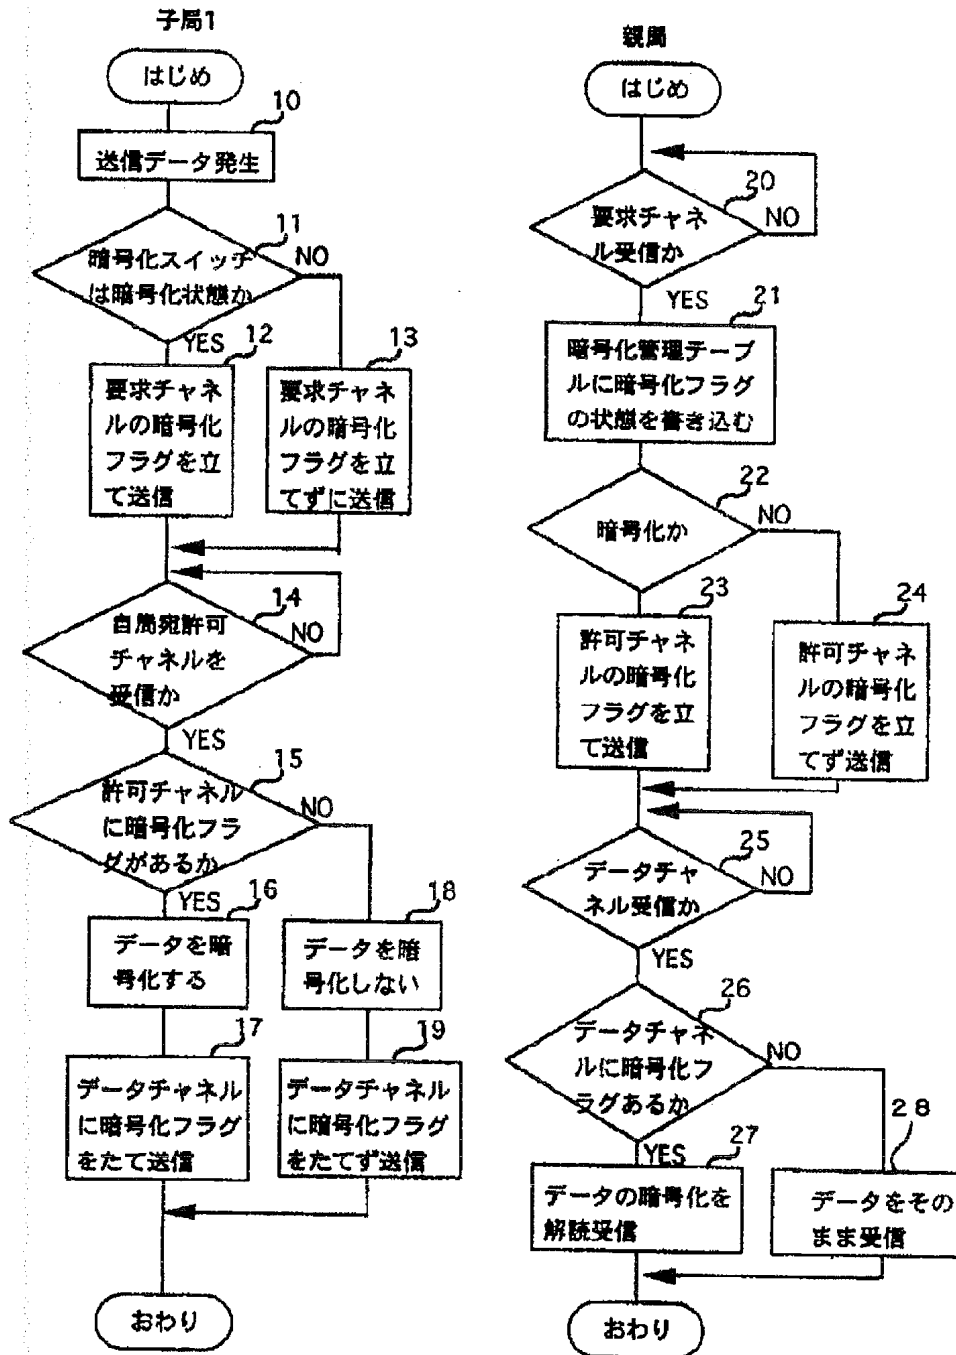 子局1
はじめ
10
送信データ発生
11
暗号化スイッチ
は暗号化状態か
NO
YES
12
要求チャネ
ルの暗号化
フラグを立
て送信
13
要求チャネ
ルの暗号化
フラグを立
てずに送信
14
自局宛許可
チャネルを
受信か
NO
YES
15
許可チャネル
に暗号化フラ
グがあるか
NO
YES
16
データを暗
号化する
18
データを暗
号化しない
17
データチャネル
に暗号化フラグ
をたて送信
19
データチャネル
に暗号化フラグ
をたてず送信
おわり
親局
はじめ
20
要求チャネ
ル受信か
NO
YES
21
暗号化管理テーブ
ルに暗号化フラグ
の状態を書き込む
22
暗号化か
NO
23
許可チャネ
ルの暗号化
フラグを立
て送信
24
許可チャネ
ルの暗号化
フラグを立
てず送信
25
データチャ
ネル受信か
NO
YES
26
データチャネ
ルに暗号化フ
ラグあるか
NO
YES
27
データの暗号化を
解読受信
28
データをその
まま受信
おわり